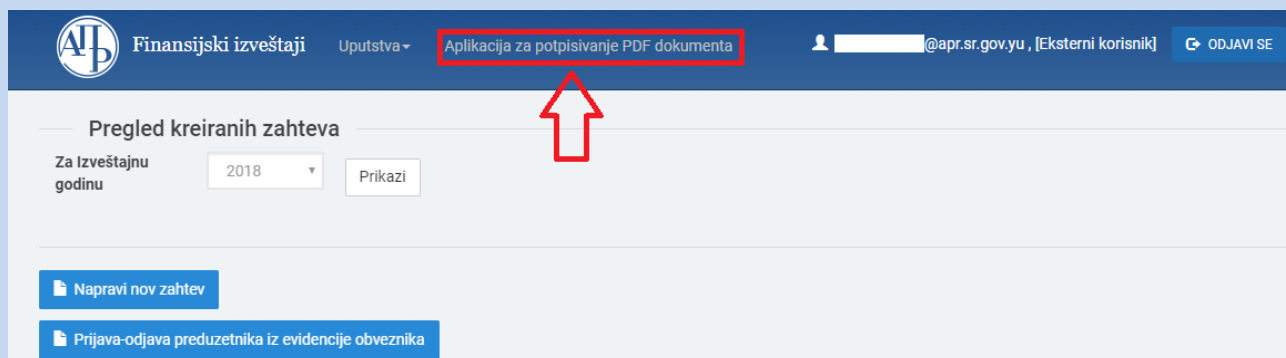 АПР Finansijski izveštaji Uputstva Aplikacija za potpisivanje PDF dokumenta @apr.sr.gov.yu , [Eksterni korisnik] ODJAVI SE
Pregled kreiranih zahteva
Za Izveštajnu godinu
2018
Prikazi
Napravi nov zahtev
Prijava-odjava preduzetnika iz evidencije obveznika